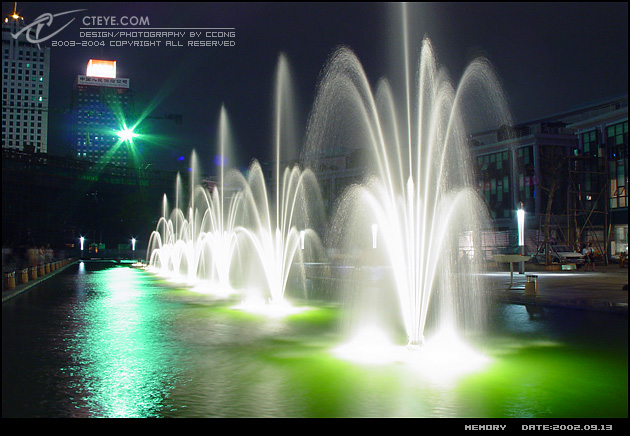 CTEYE.COM
DESIGN/PHOTOGRAPHY BY CCONG
2003-2004 COPYRIGHT ALL RESERVED
MEMORY DATE:2002.09.13